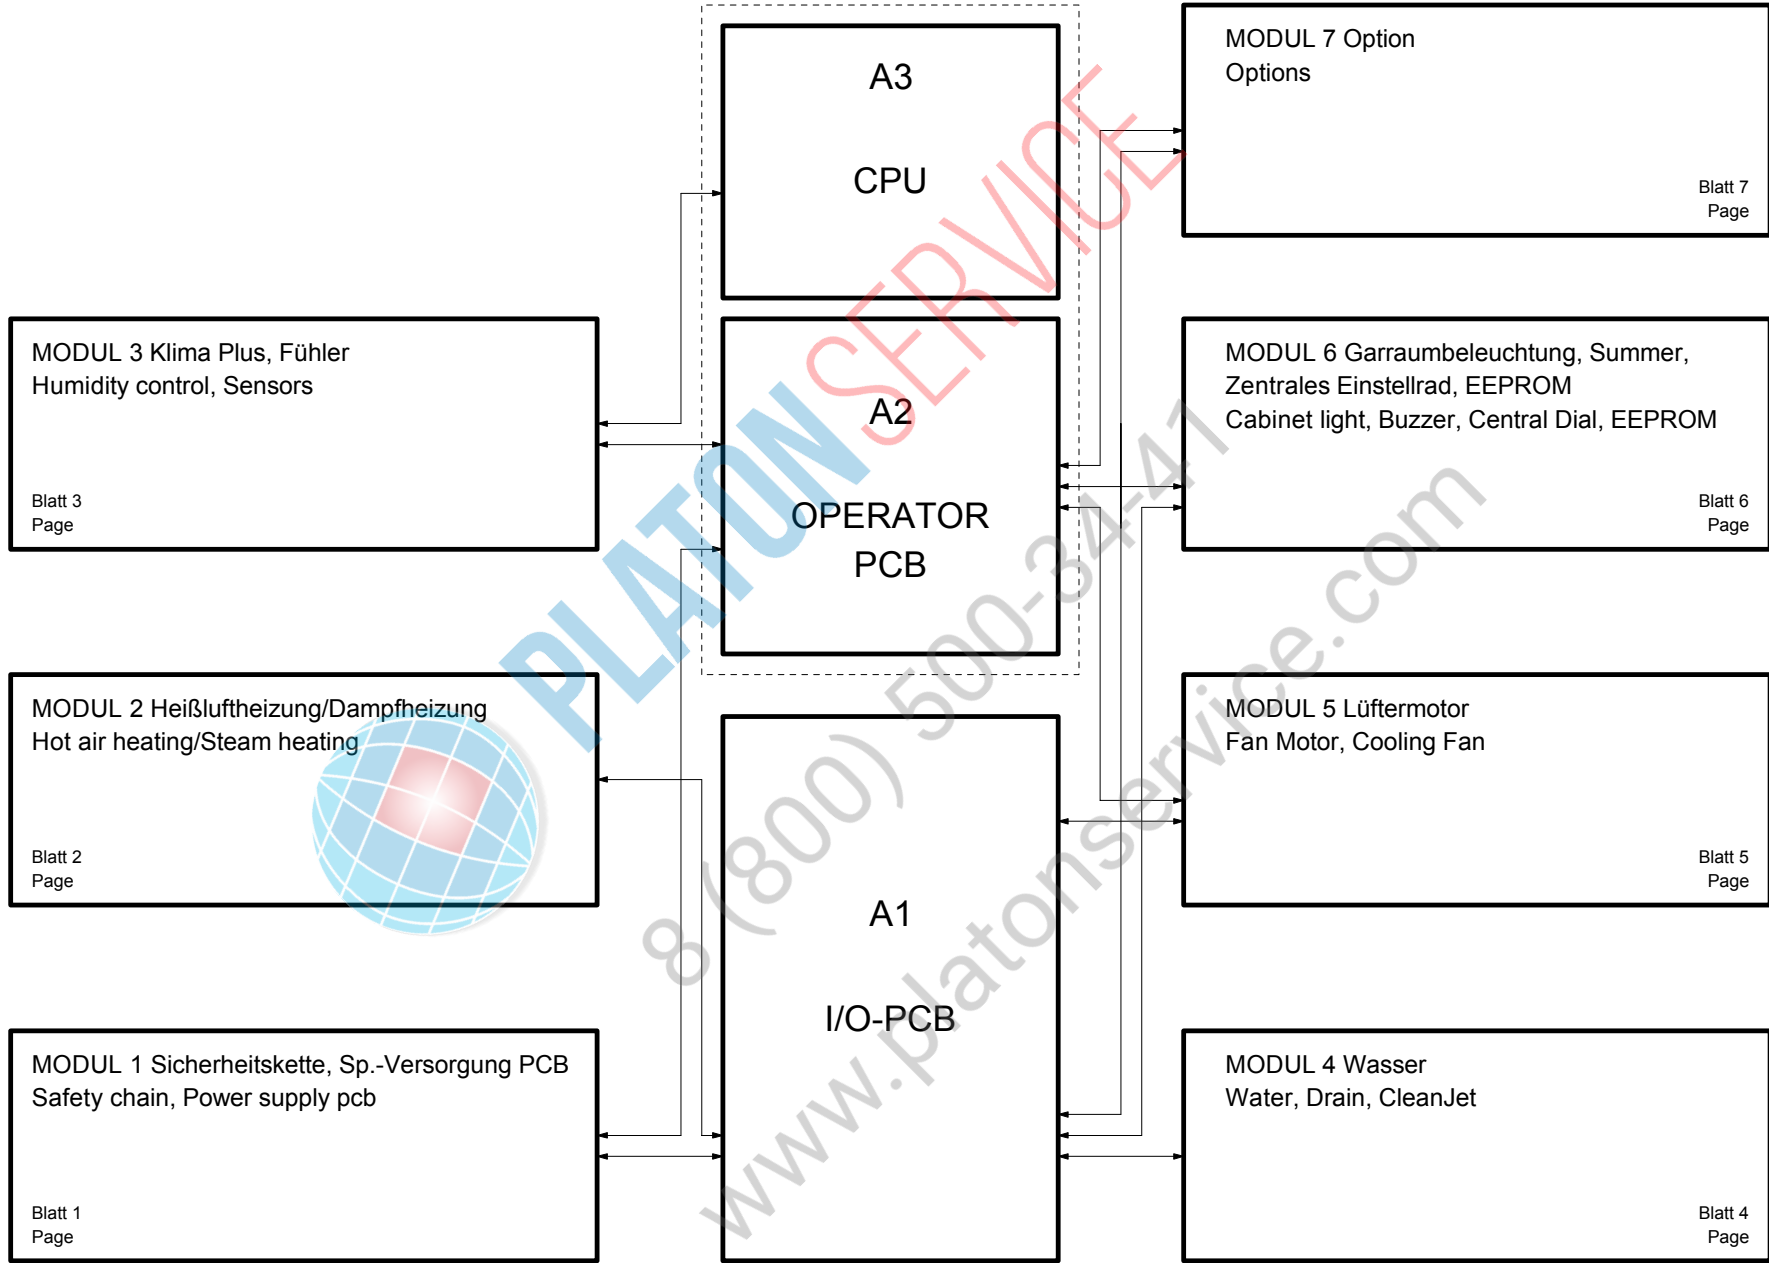 A3
CPU
MODUL 7 Option
Options
Blatt 7
Page
MODUL 3 Klima Plus, Fühler
Humidity control, Sensors
Blatt 3
Page
A2
OPERATOR
PCB
MODUL 6 Garraumbeleuchtung, Summer,
Zentrales Einstellrad, EEPROM
Cabinet light, Buzzer, Central Dial, EEPROM
Blatt 6
Page
MODUL 2 Heißluftheizung/Dampfheizung
Hot air heating/Steam heating
Blatt 2
Page
A1
I/O-PCB
MODUL 5 Lüftermotor
Fan Motor, Cooling Fan
Blatt 5
Page
MODUL 1 Sicherheitskette, Sp.-Versorgung PCB
Safety chain, Power supply pcb
Blatt 1
Page
MODUL 4 Wasser
Water, Drain, CleanJet
Blatt 4
Page
PLATONSERVICE
8 (800) 500-34-41
www.platonservice.com